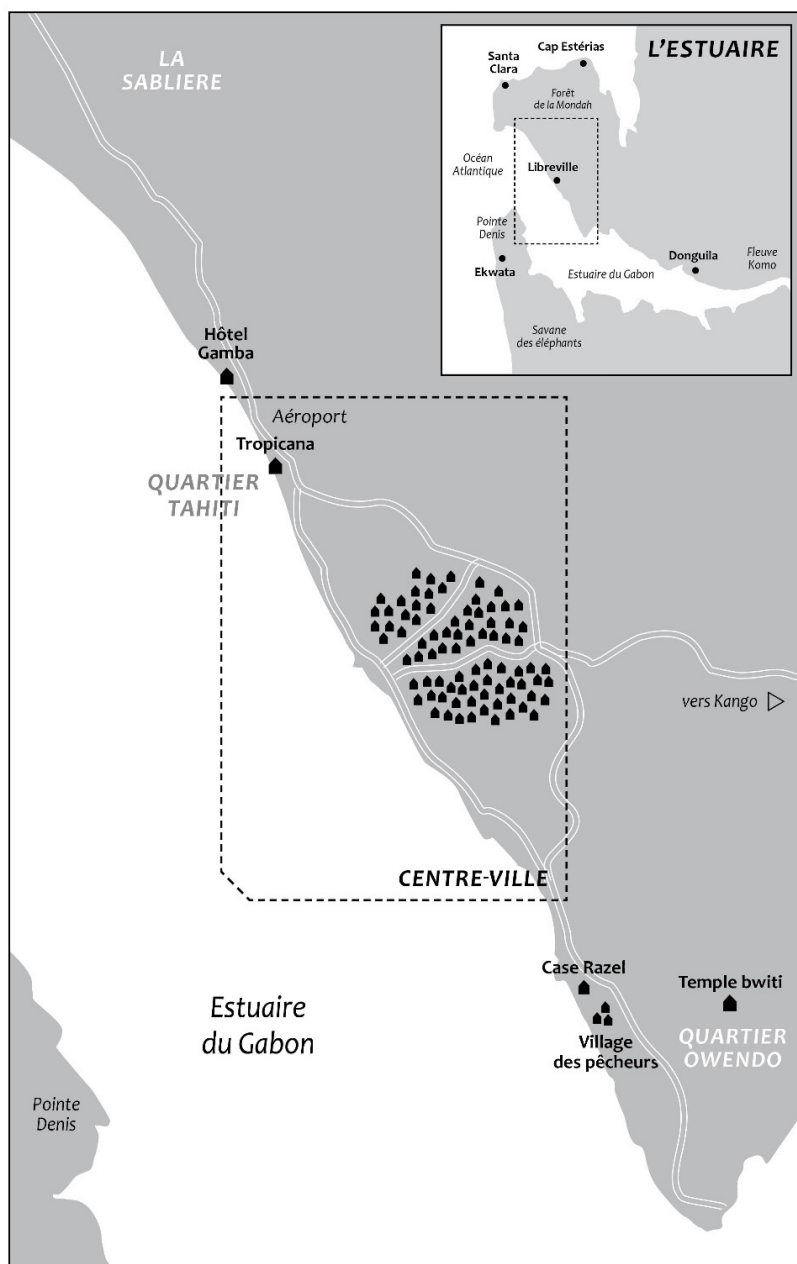 LA
SABLIERE
L’ESTUAIRE
Cap Estérias
Santa
Clara
Forêt
de la Mondah
Océan
Atlantique
Libreville
Pointe
Denis
Ekwata
Estuaire du Gabon
Donguila
Fleuve
Komo
Savane
des éléphants
Hôtel
Gamba
Aéroport
Tropicana
QUARTIER
TAHITI
vers Kango
CENTRE-VILLE
Case Razel
Temple bwiti
Village
des pêcheurs
QUARTIER
OWENDO
Estuaire
du Gabon
Pointe
Denis